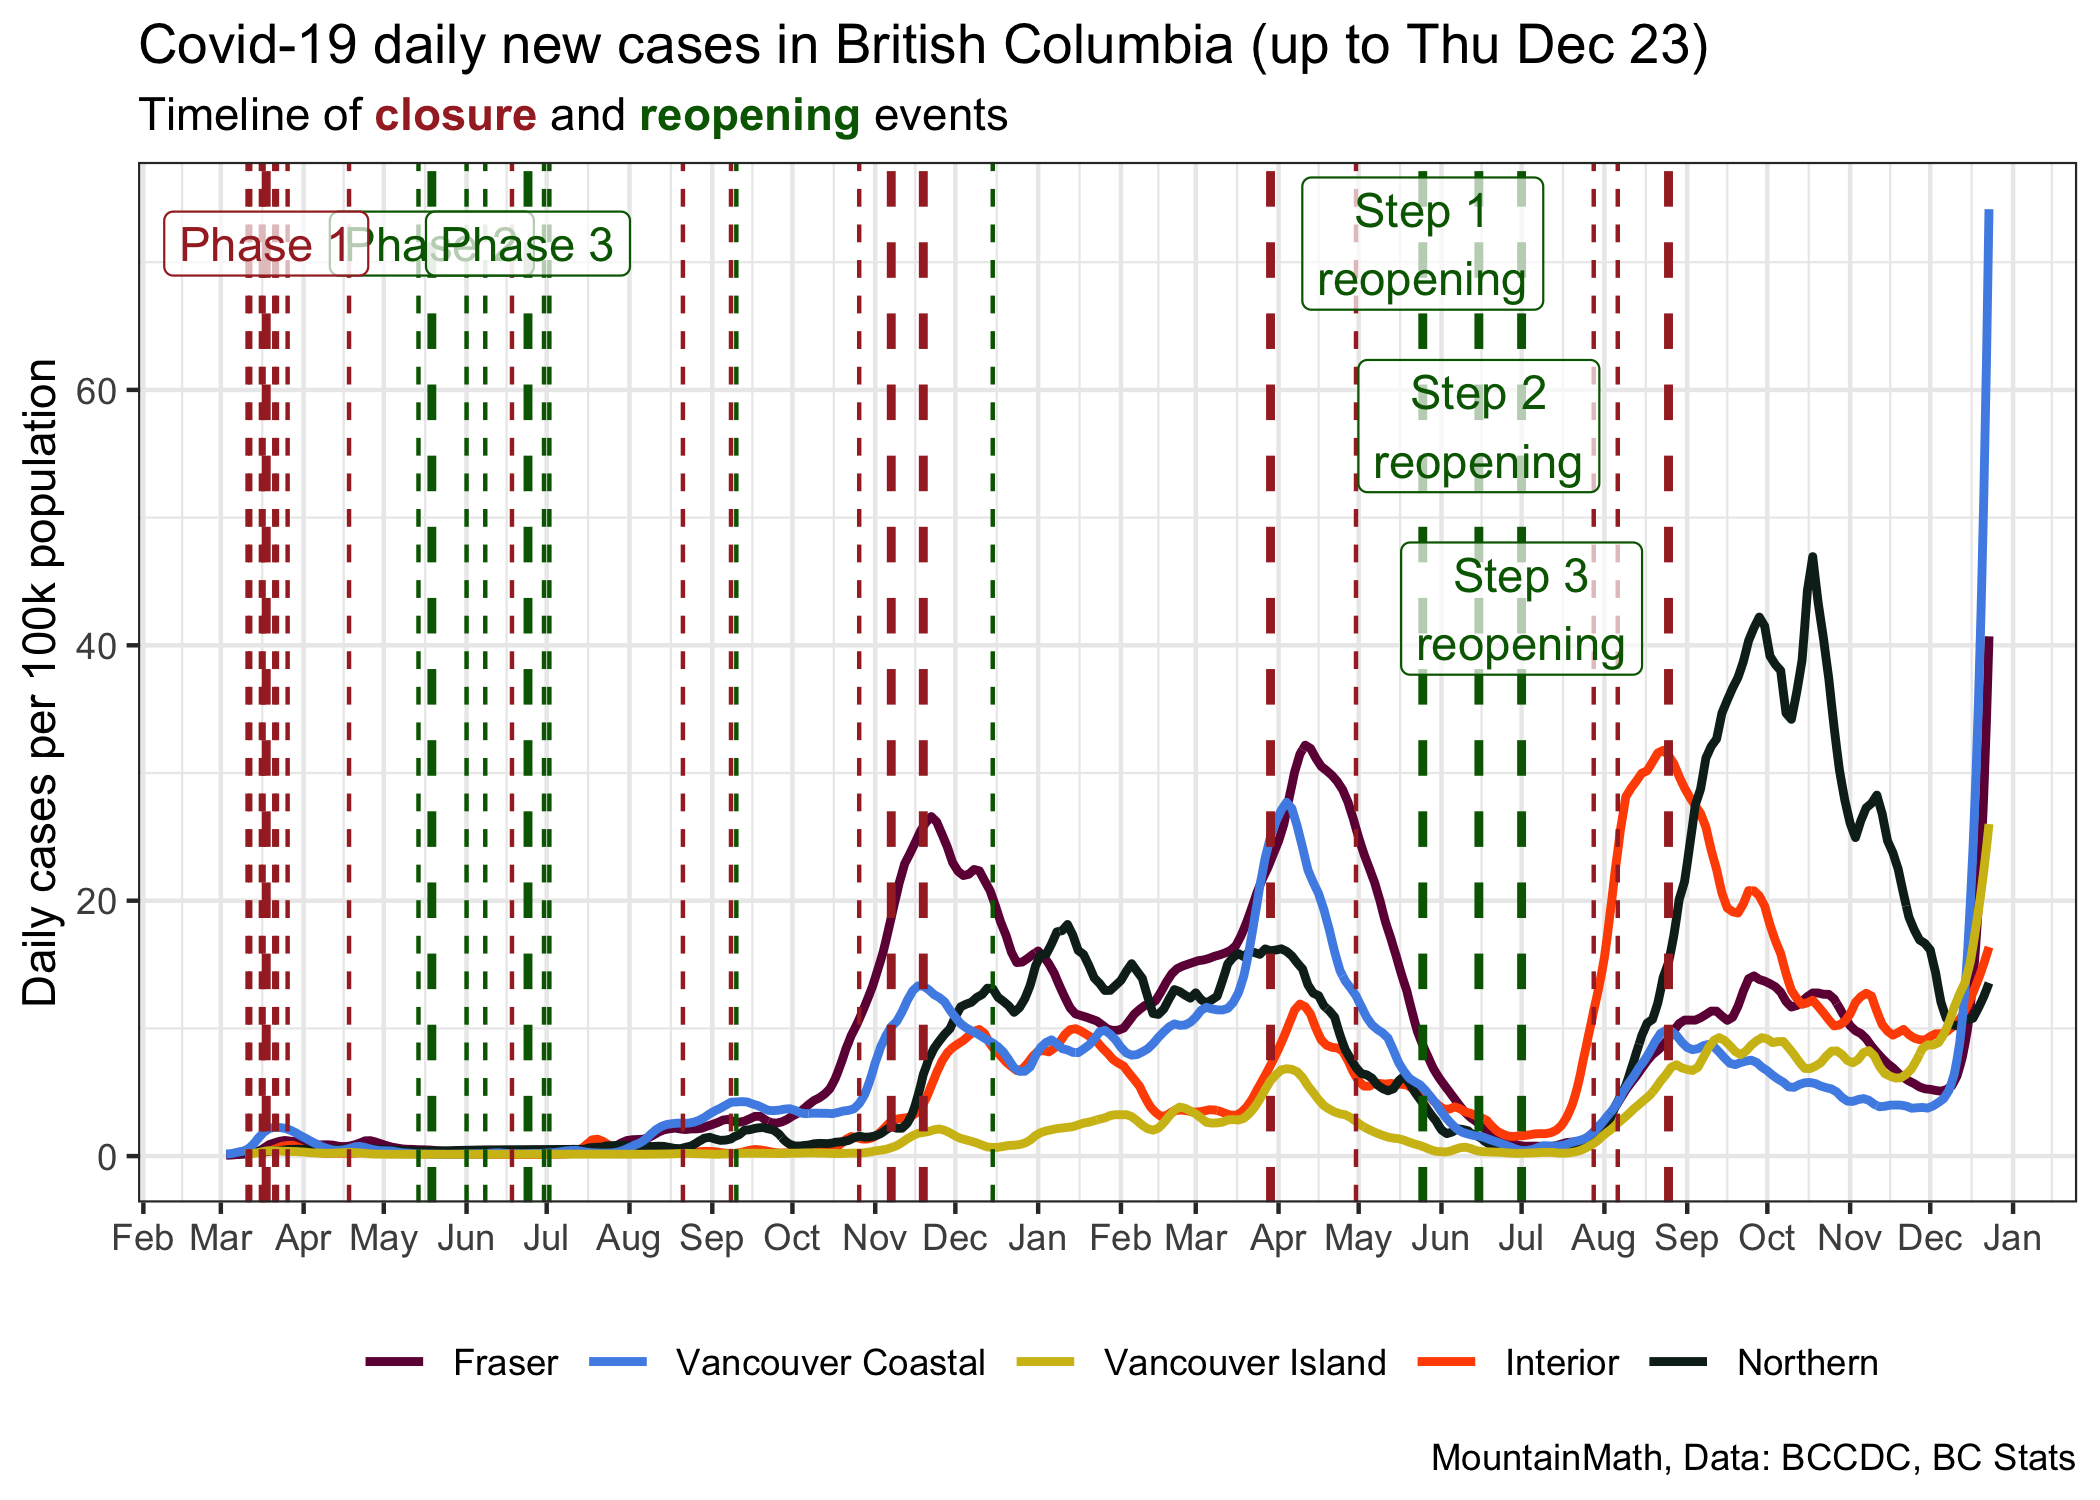 Covid-19 daily new cases in British Columbia (up to Thu Dec 23)
Timeline of closure and reopening events
Daily cases per 100k population
Phase 1
Phase 2
Phase 3
Step 1
reopening
Step 2
reopening
Step 3
reopening
60
40
20
0
Feb Mar Apr May Jun Jul Aug Sep Oct Nov Dec Jan Feb Mar Apr May Jun Jul Aug Sep Oct Nov Dec Jan
Fraser Vancouver Coastal Vancouver Island Interior Northern
MountainMath, Data: BCCDC, BC Stats